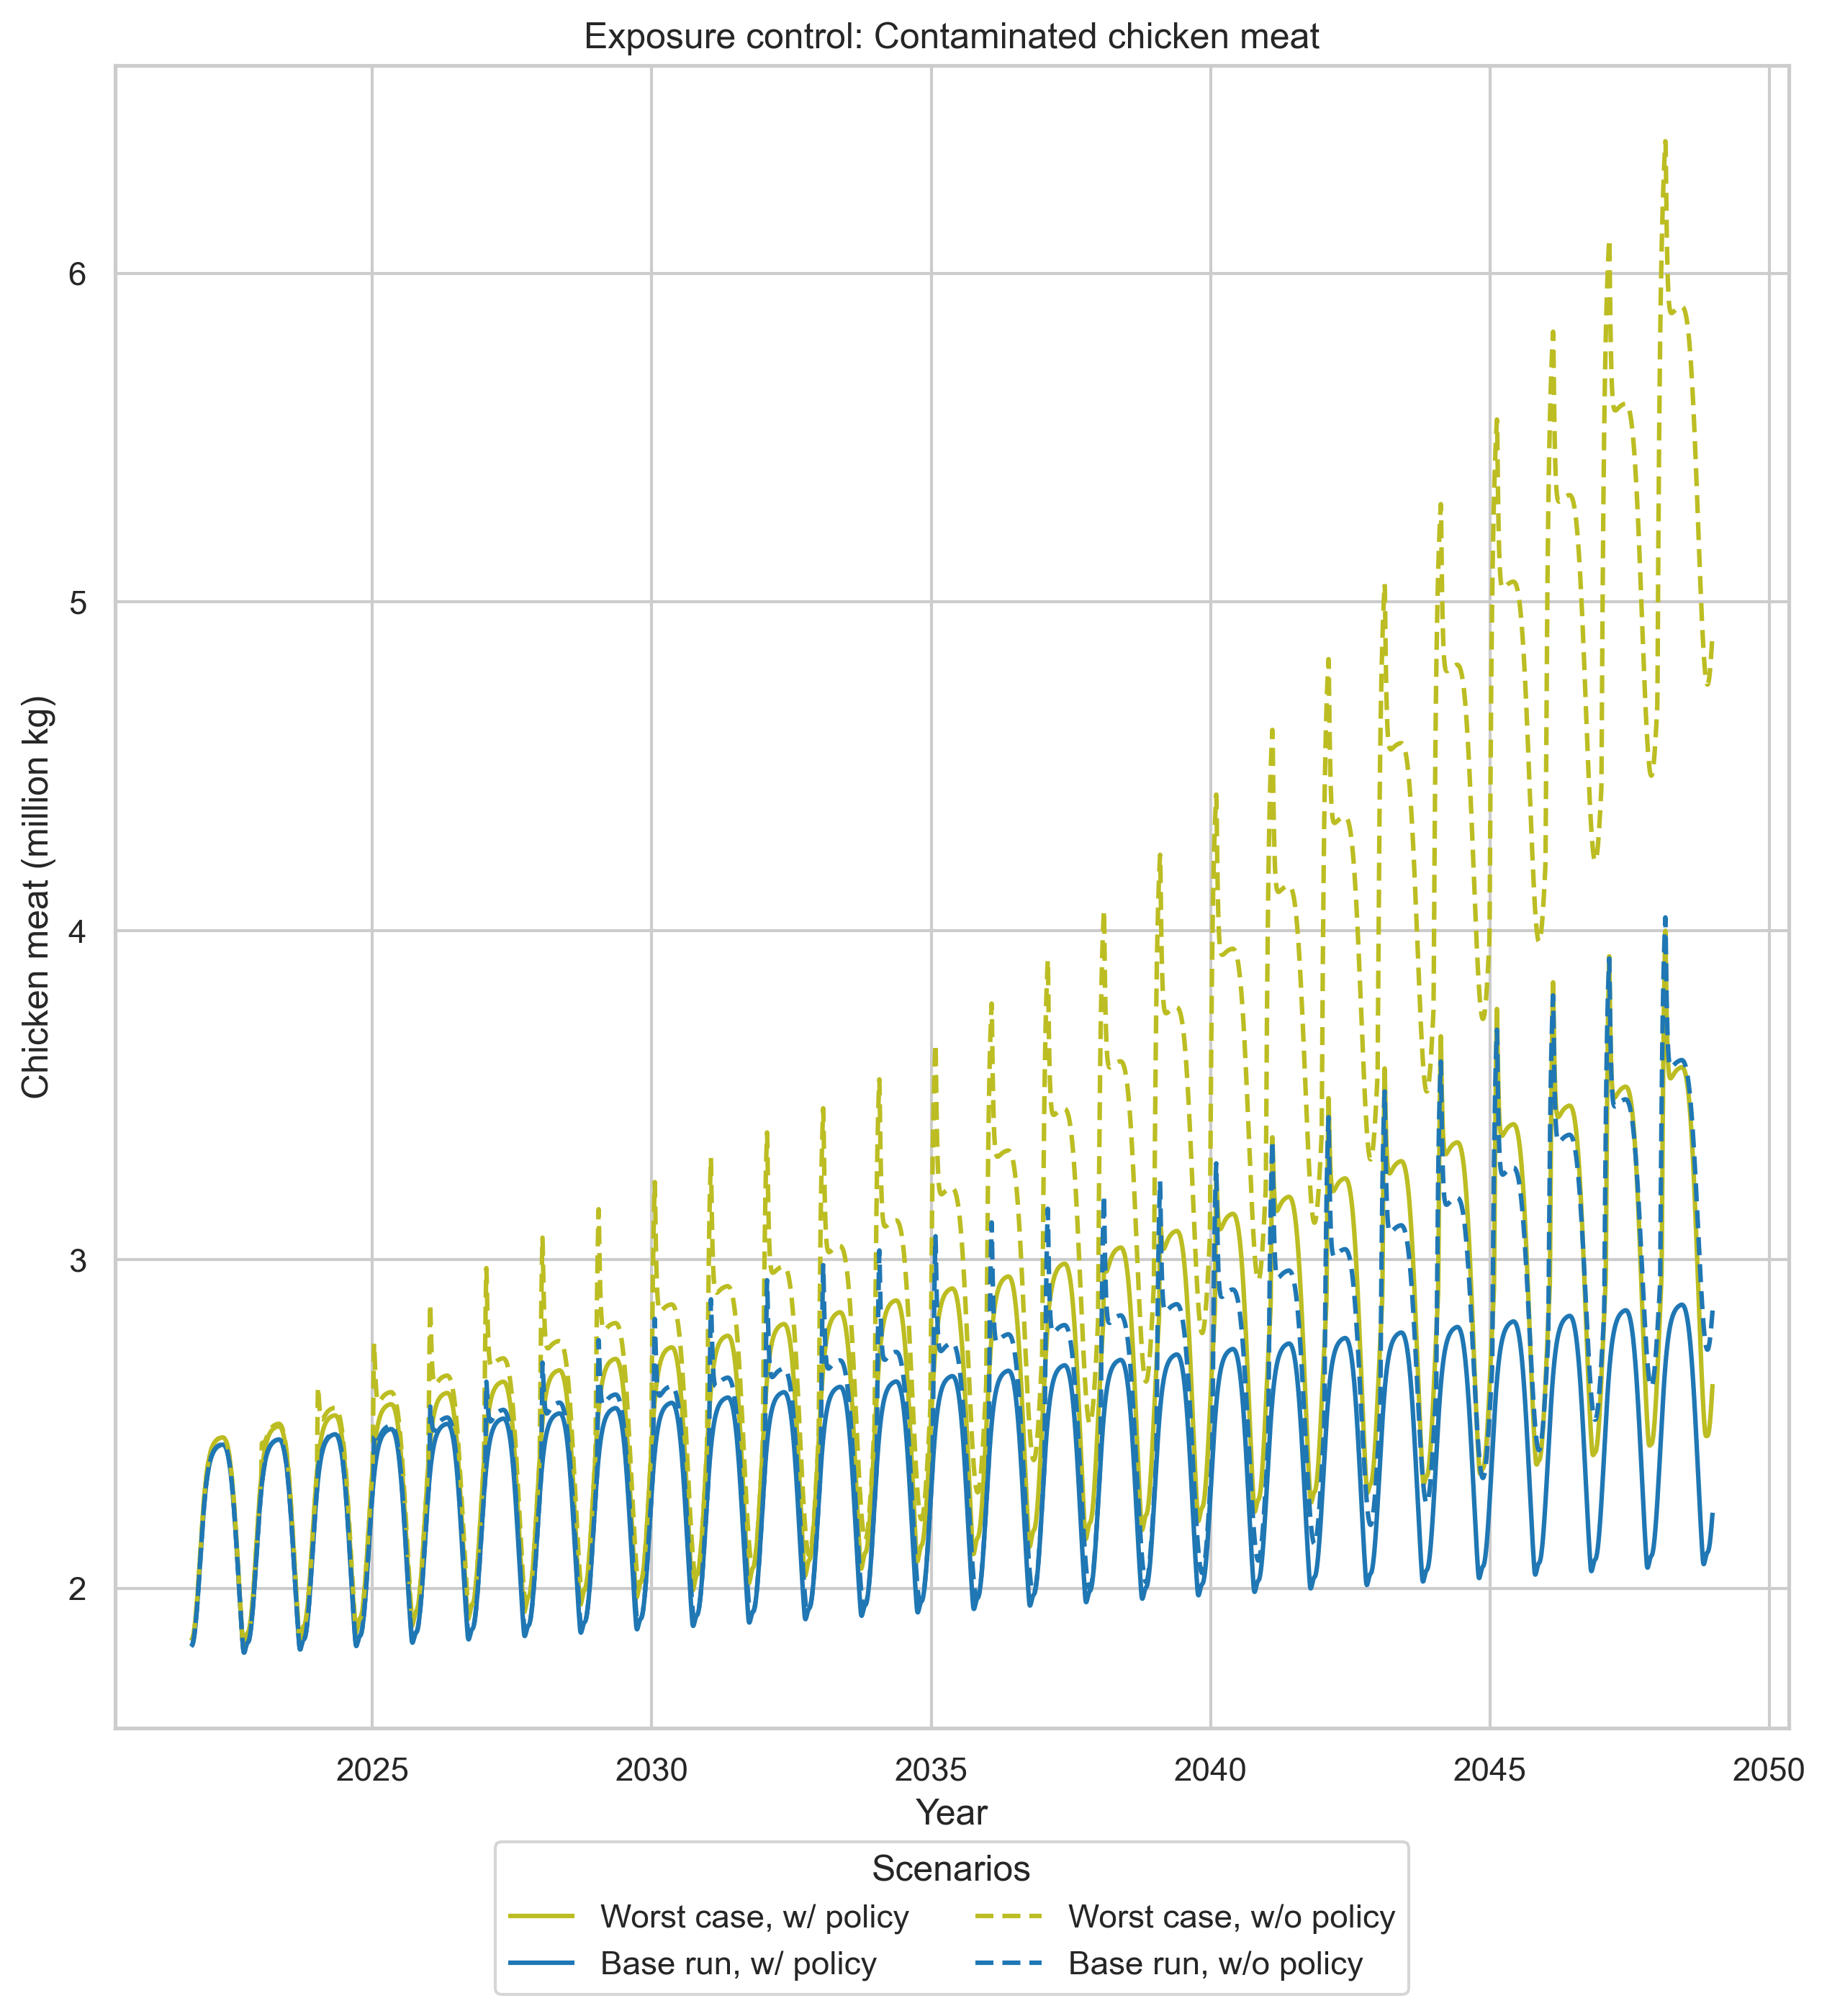 Exposure control: Contaminated chicken meat
Chicken meat (million kg)
6
5
4
3
2
2025 2030 2035 2040 2045 2050
Year
Scenarios
Worst case, w/ policy Worst case, w/o policy
Base run, w/ policy Base run, w/o policy